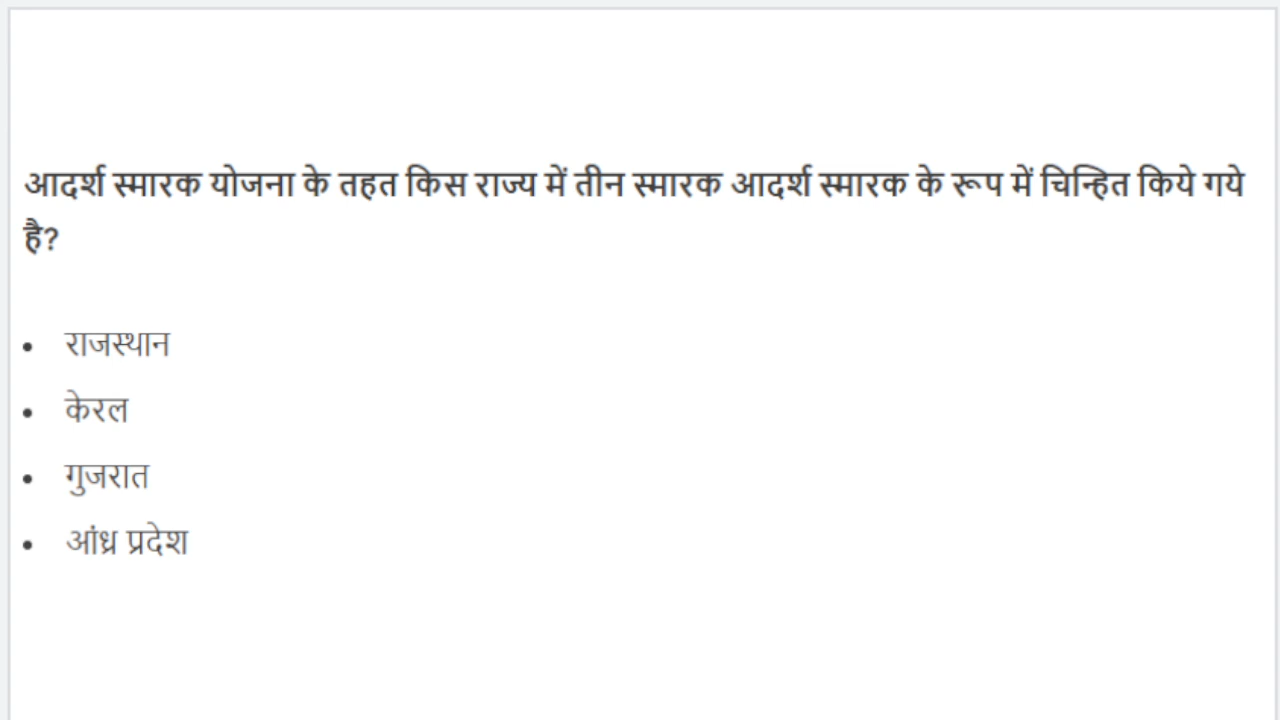 आदर्श स्मारक योजना के तहत किस राज्य में तीन स्मारक आदर्श स्मारक के रूप में चिन्हित किये गये
है?
• राजस्थान
• केरल
• गुजरात
• आंध्र प्रदेश